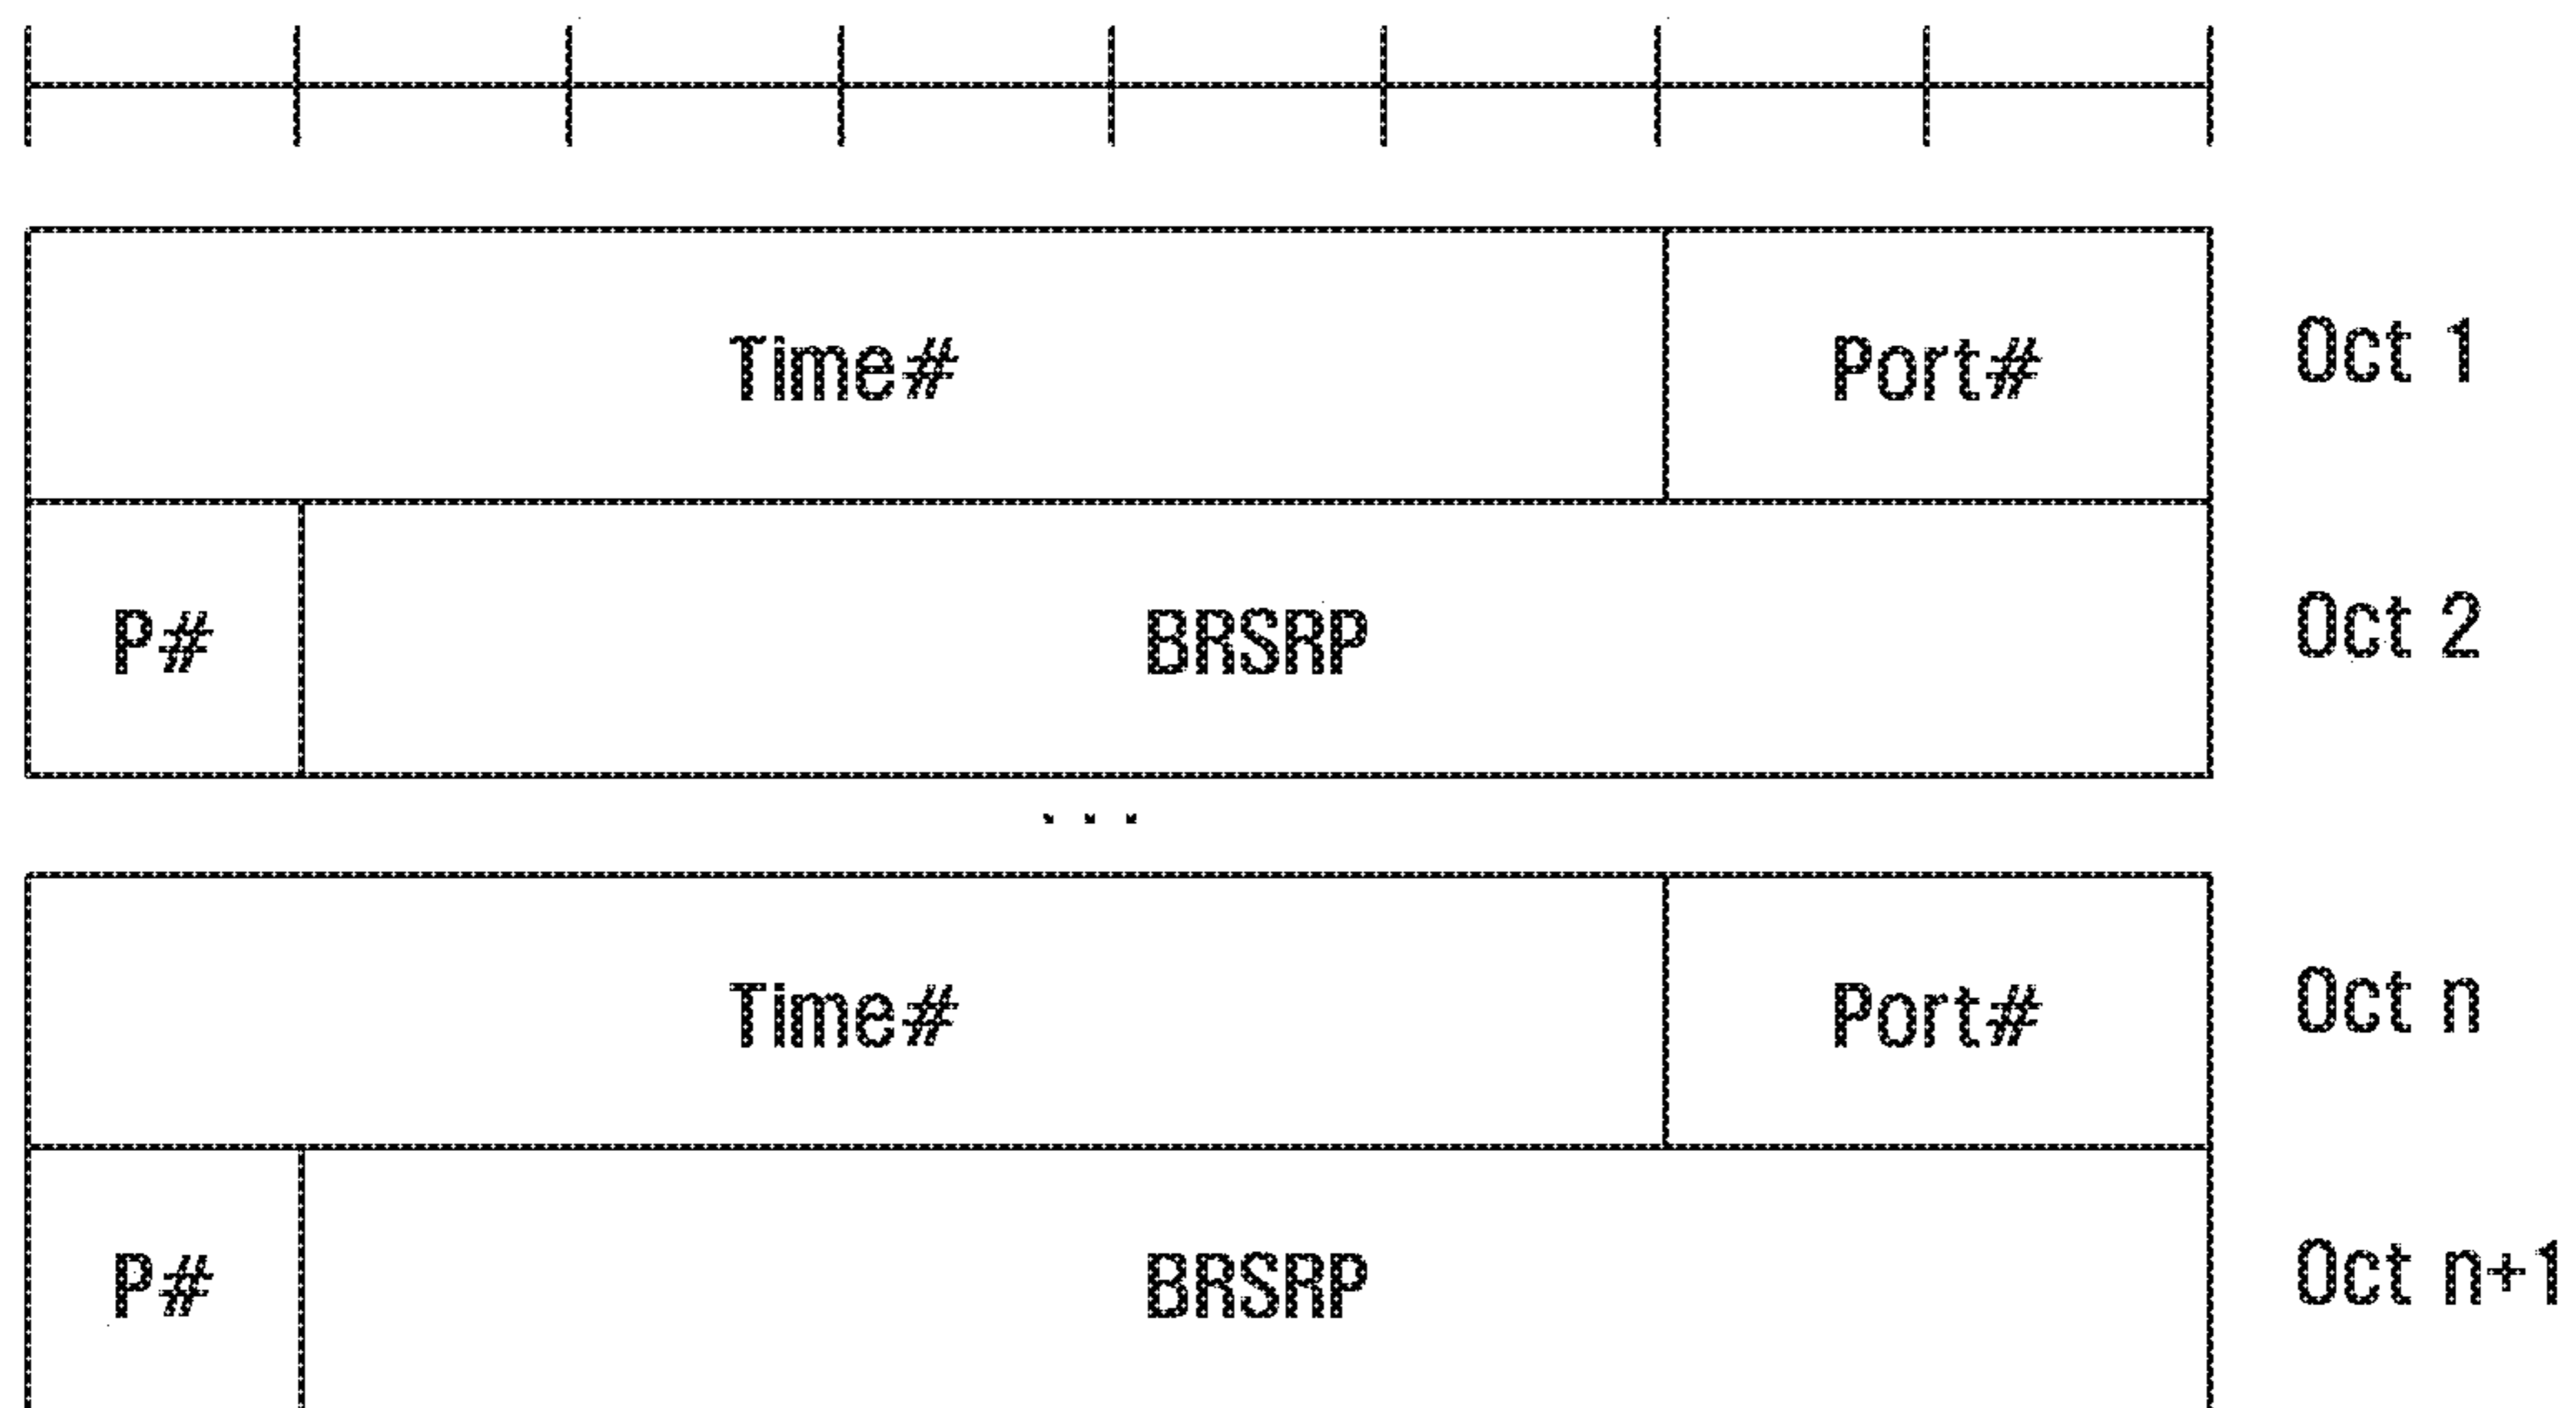 Time# Port# Oct 1
P# BRSRP Oct 2
...
Time# Port# Oct n
P# BRSRP Oct n+1